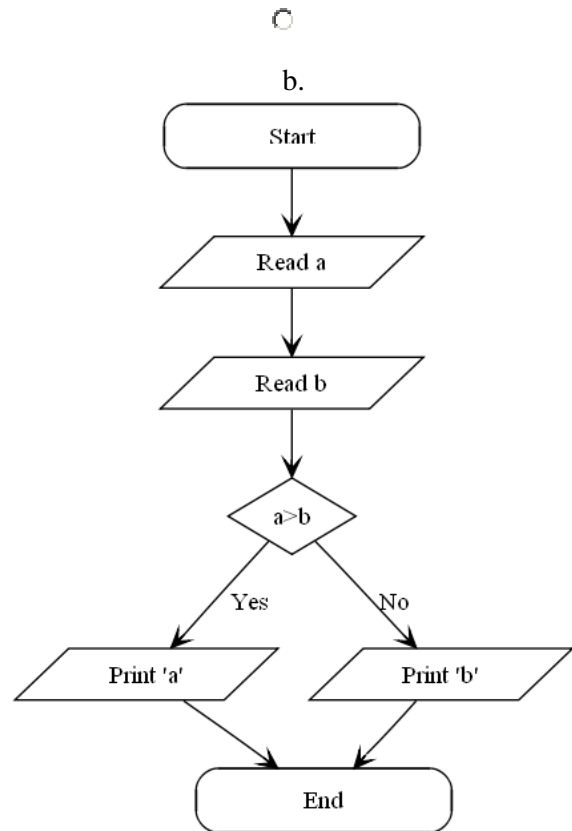 b.
Start
Read a
Read b
a>b
Yes
No
Print 'a'
Print 'b'
End